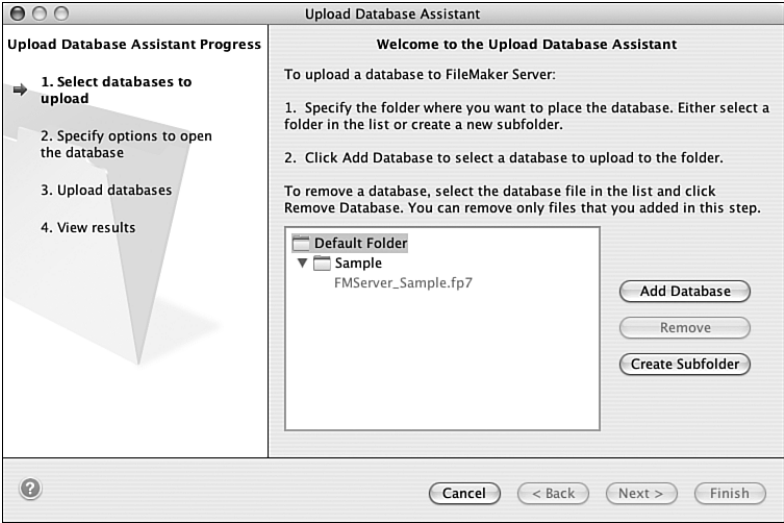 Upload Database Assistant
Upload Database Assistant Progress
1. Select databases to
upload
2. Specify options to open
the database
3. Upload databases
4. View results
Welcome to the Upload Database Assistant
To upload a database to FileMaker Server:
1. Specify the folder where you want to place the database. Either select a
folder in the list or create a new subfolder.
2. Click Add Database to select a database to upload to the folder.
To remove a database, select the database file in the list and click
Remove Database. You can remove only files that you added in this step.
Default Folder
Sample
FMServer_Sample.fp7
Add Database
Remove
Create Subfolder
?
Cancel
< Back
Next >
Finish